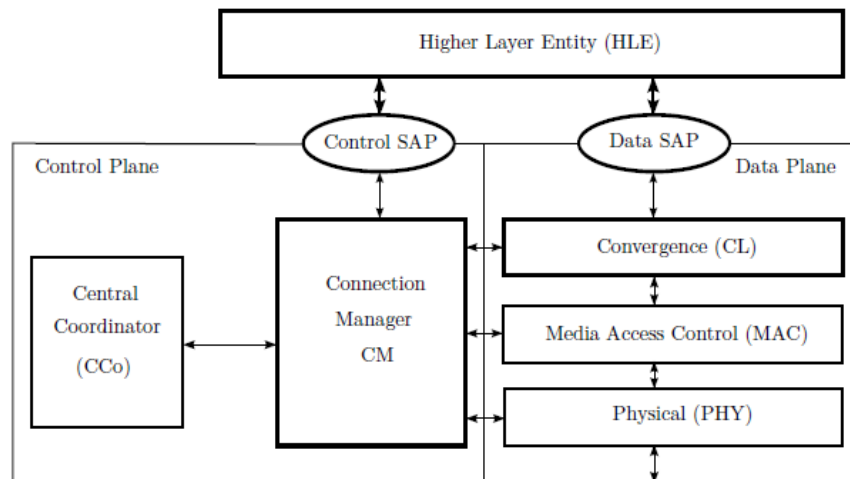 Higher Layer Entity (HLE)
Control SAP
Data SAP
Control Plane
Data Plane
Convergence (CL)
Central
Coordinator
(CCo)
Connection
Manager
CM
Media Access Control (MAC)
Physical (PHY)